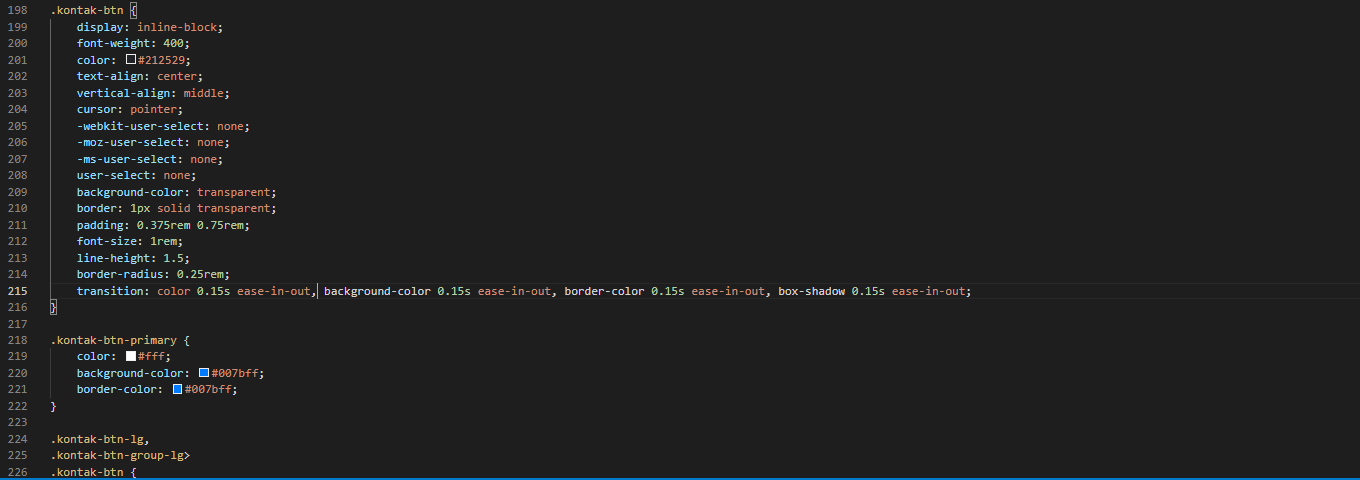 198 .kontak-btn {
199 display: inline-block;
200 font-weight: 400;
201 color: #212529;
202 text-align: center;
203 vertical-align: middle;
204 cursor: pointer;
205 -webkit-user-select: none;
206 -moz-user-select: none;
207 -ms-user-select: none;
208 user-select: none;
209 background-color: transparent;
210 border: 1px solid transparent;
211 padding: 0.375rem 0.75rem;
212 font-size: 1rem;
213 line-height: 1.5;
214 border-radius: 0.25rem;
215 transition: color 0.15s ease-in-out, background-color 0.15s ease-in-out, border-color 0.15s ease-in-out, box-shadow 0.15s ease-in-out;
216 }
217
218 .kontak-btn-primary {
219 color: #fff;
220 background-color: #007bff;
221 border-color: #007bff;
222 }
223
224 .kontak-btn-lg,
225 .kontak-btn-group-lg>
226 .kontak-btn {